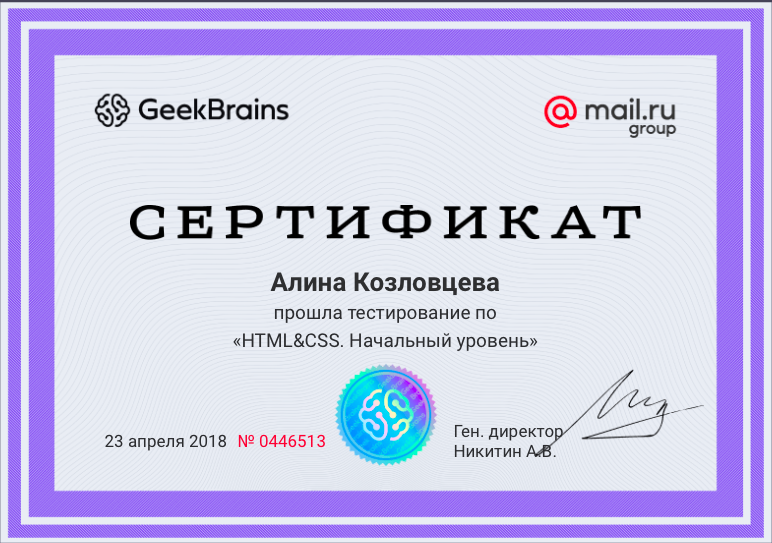 GeekBrains
@mail.ru
group
СЕРТИФИКАТ
Алина Козловцева
прошла тестирование по
«HTML&CSS. Начальный уровень»
23 апреля 2018 № 0446513
Ген. директор
Никитин А.В.